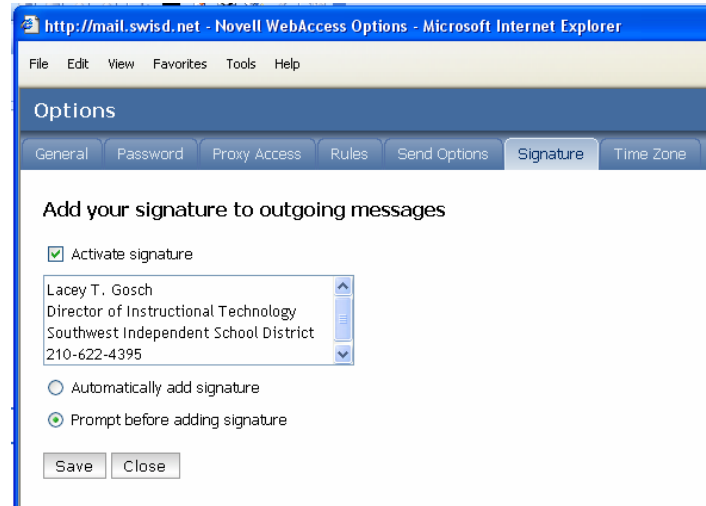 http://mail.swisd.net - Novell WebAccess Options - Microsoft Internet Explorer
File Edit View Favorites Tools Help
Options
General Password Proxy Access Rules Send Options Signature Time Zone
Add your signature to outgoing messages
Activate signature
Lacey T. Gosch
Director of Instructional Technology
Southwest Independent School District
210-622-4395
Automatically add signature
Prompt before adding signature
Save Close